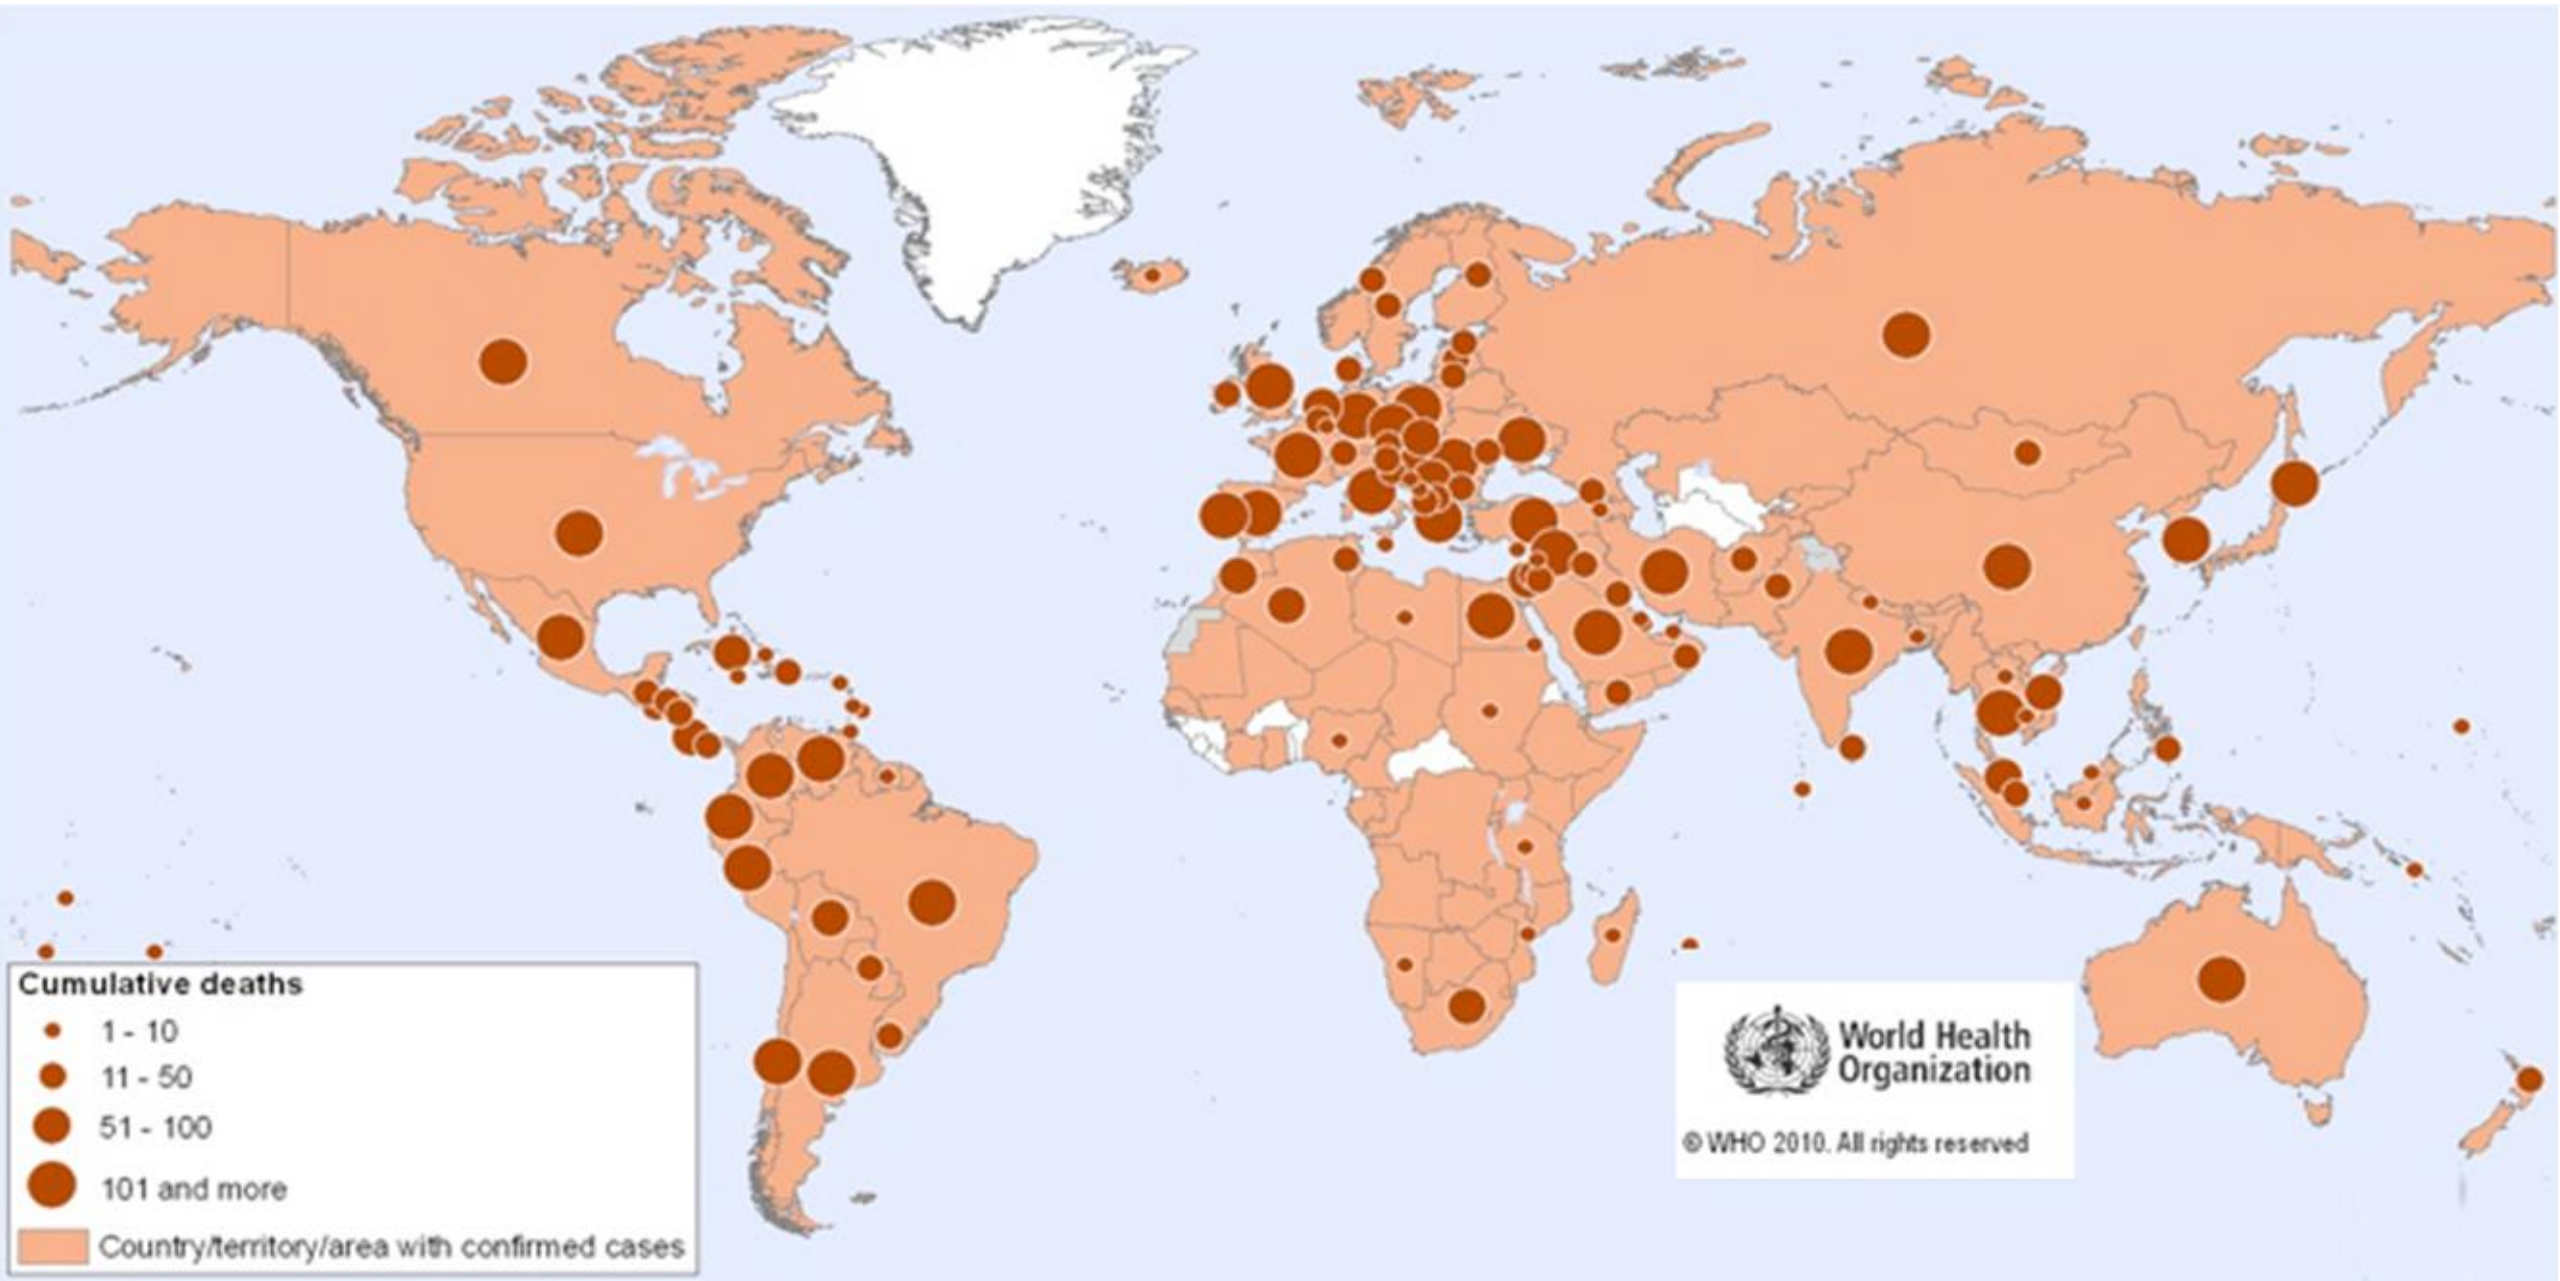 Cumulative deaths
1 - 10
11 - 50
51 - 100
101 and more
Country/territory/area with confirmed cases
World Health
Organization
© WHO 2010. All rights reserved